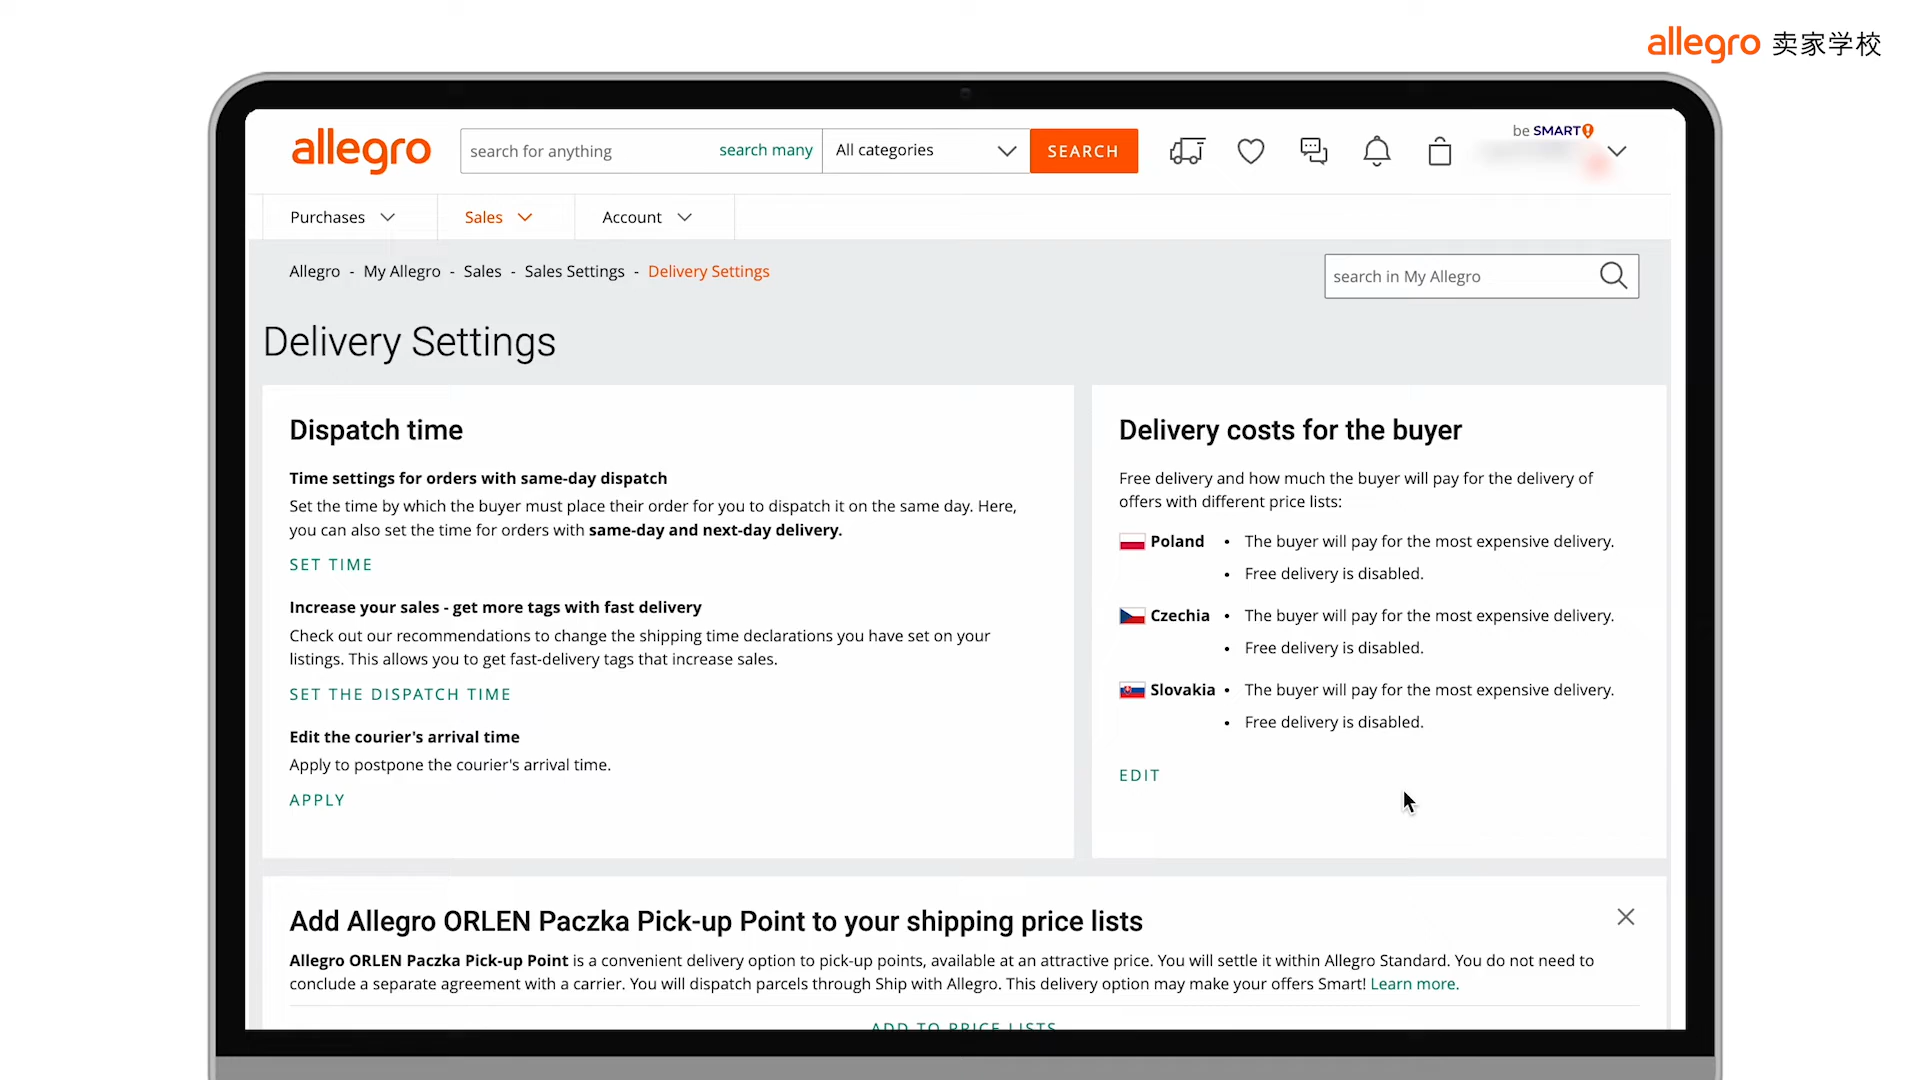 allegro 卖家学校
be SMART!
allegro search for anything search many All categories SEARCH
Purchases Sales Account
Allegro - My Allegro - Sales - Sales Settings - Delivery Settings
search in My Allegro
Delivery Settings
Dispatch time
Time settings for orders with same-day dispatch
Set the time by which the buyer must place their order for you to dispatch it on the same day. Here,
you can also set the time for orders with same-day and next-day delivery.
SET TIME
Increase your sales - get more tags with fast delivery
Check out our recommendations to change the shipping time declarations you have set on your
listings. This allows you to get fast-delivery tags that increase sales.
SET THE DISPATCH TIME
Edit the courier's arrival time
Apply to postpone the courier's arrival time.
APPLY
Delivery costs for the buyer
Free delivery and how much the buyer will pay for the delivery of
offers with different price lists:
Poland • The buyer will pay for the most expensive delivery.
• Free delivery is disabled.
Czechia • The buyer will pay for the most expensive delivery.
• Free delivery is disabled.
Slovakia • The buyer will pay for the most expensive delivery.
• Free delivery is disabled.
EDIT
Add Allegro ORLEN Paczka Pick-up Point to your shipping price lists
Allegro ORLEN Paczka Pick-up Point is a convenient delivery option to pick-up points, available at an attractive price. You will settle it within Allegro Standard. You do not need to
conclude a separate agreement with a carrier. You will dispatch parcels through Ship with Allegro. This delivery option may make your offers Smart! Learn more.
ADD TO PRICE LISTS